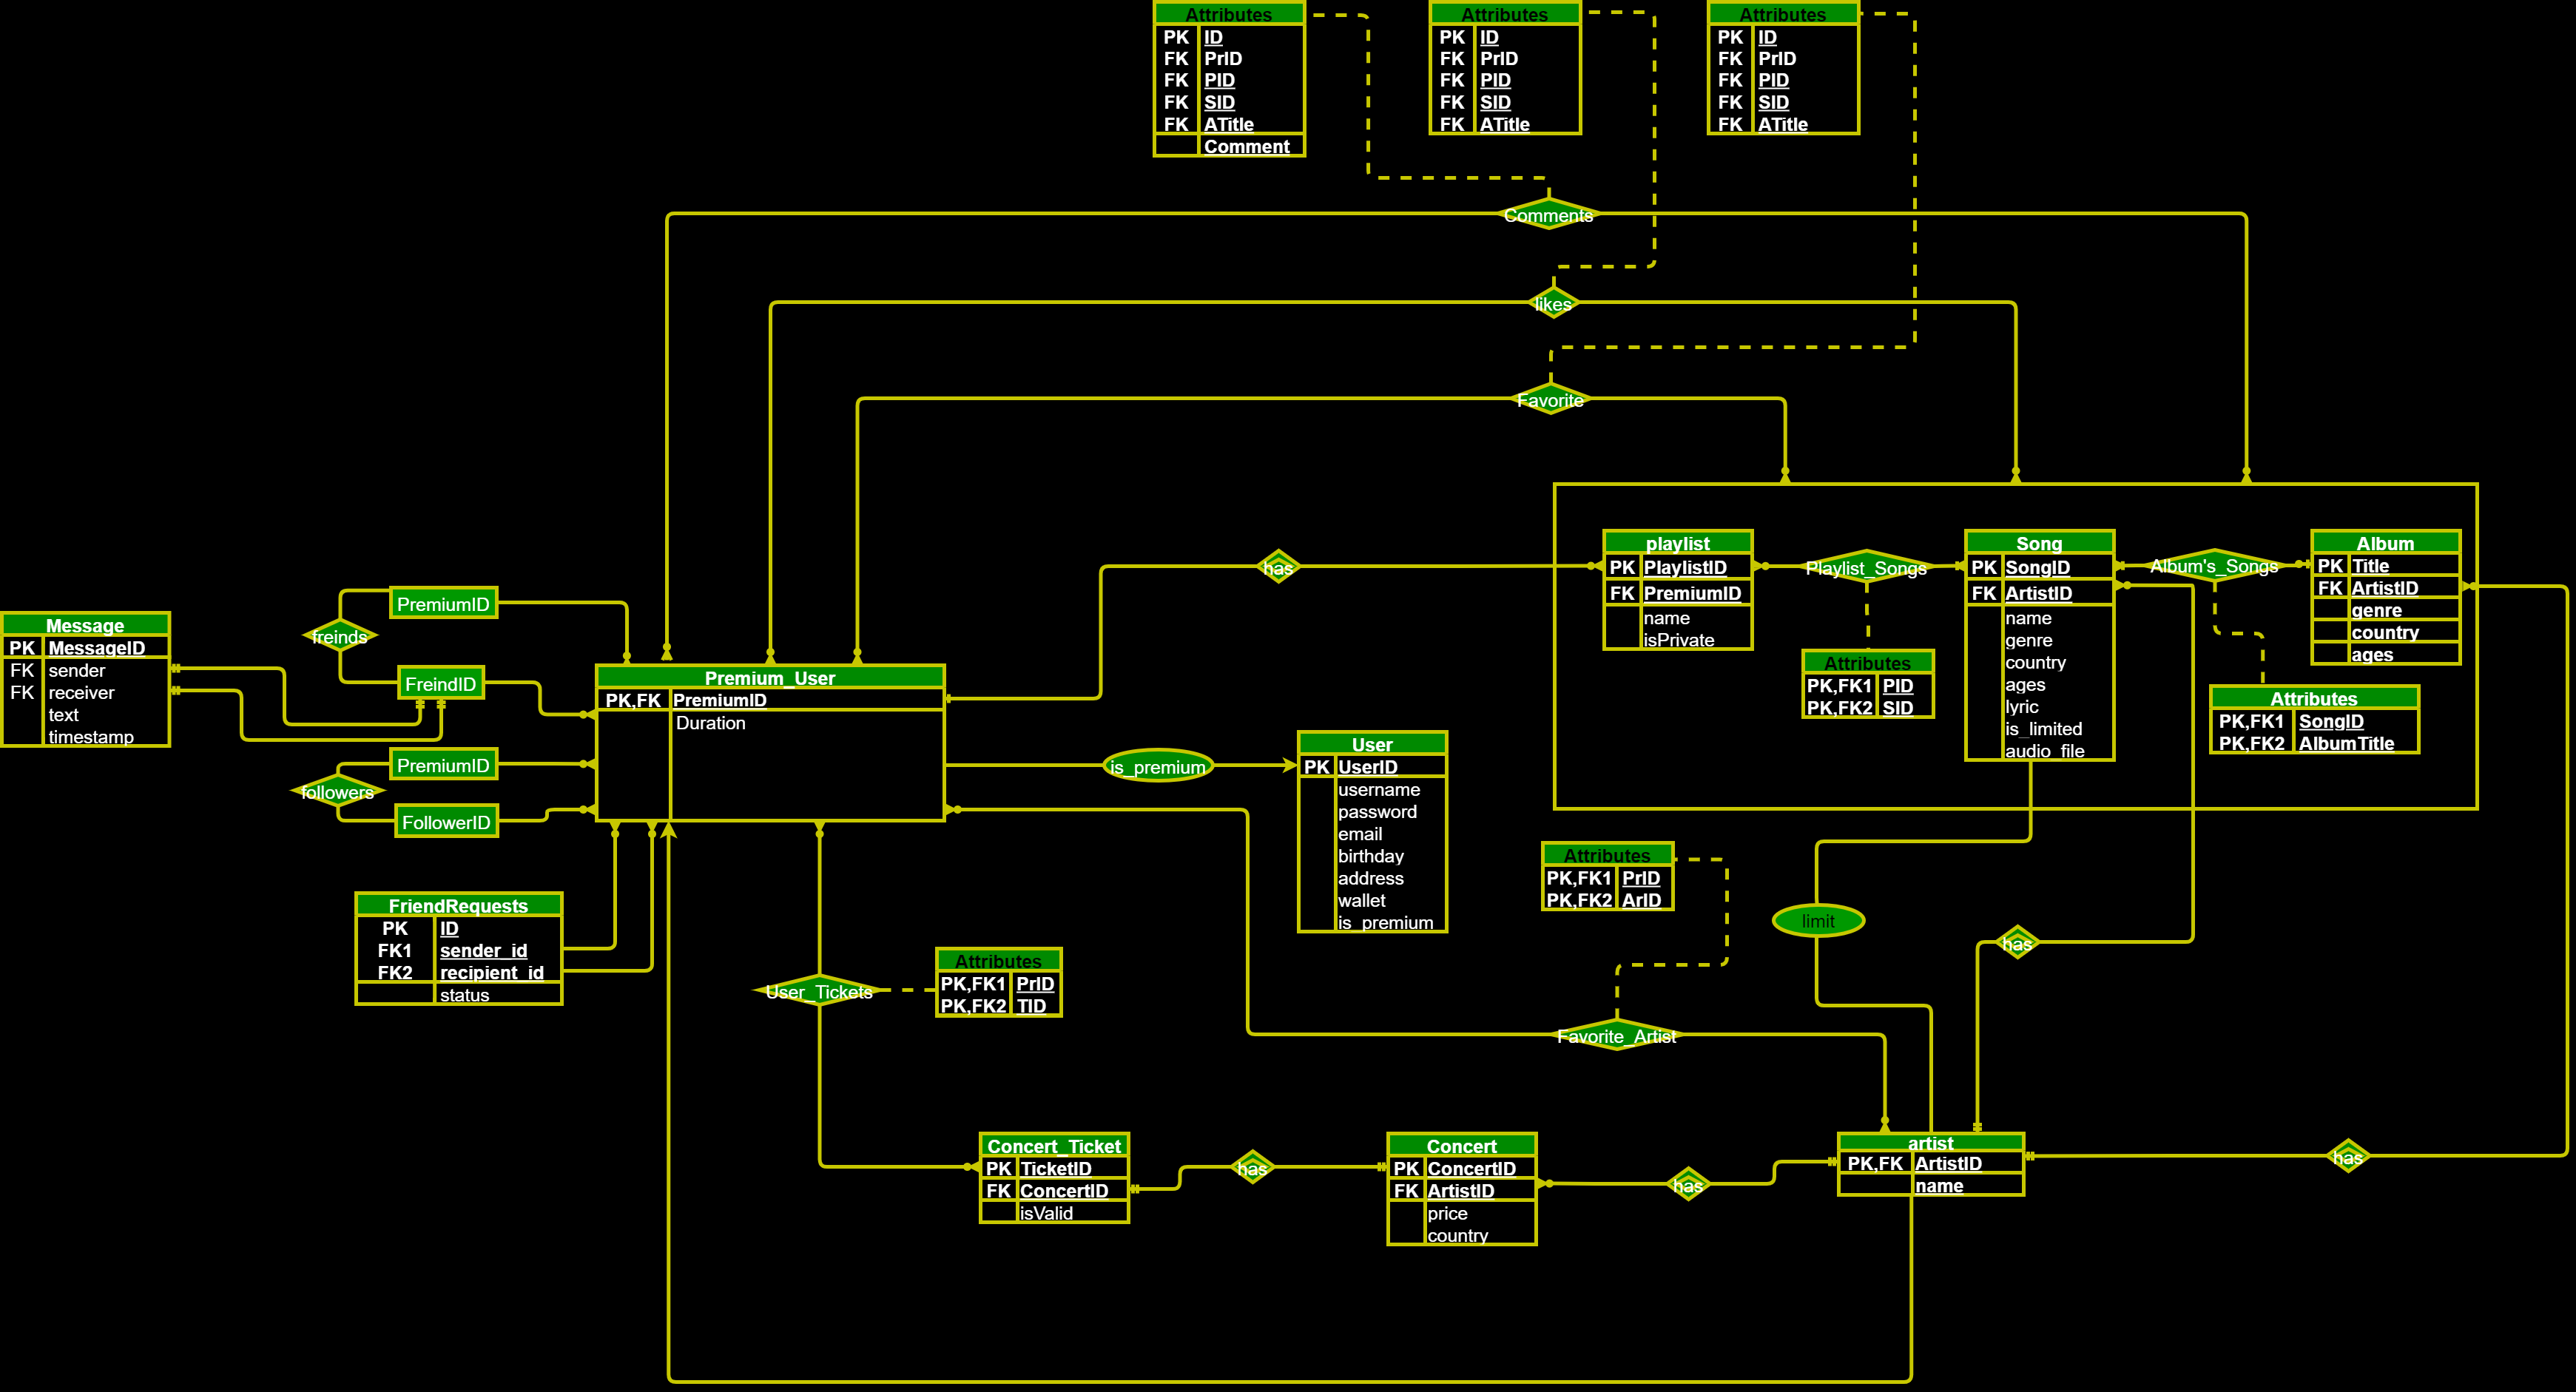 Attributes
PK ID
FK PrID
FK PID
FK SID
FK ATitle
Comment
Attributes
PK ID
FK PrID
FK PID
FK SID
FK ATitle
Attributes
PK ID
FK PrID
FK PID
FK SID
FK ATitle
Comments
likes
Favorite
has
playlist
PK PlaylistID
FK PremiumID
name
isPrivate
Playlist_Songs
Attributes
PK,FK1 PID
PK,FK2 SID
Song
PK SongID
FK ArtistID
name
genre
country
ages
lyric
is_limited
audio_file
Album's_Songs
Attributes
PK,FK1 SongID
PK,FK2 AlbumTitle
Album
PK Title
FK ArtistID
genre
country
ages
Message
PK MessageID
FK sender
FK receiver
text
timestamp
freinds
PremiumID
FreindID
followers
PremiumID
FollowerID
Premium_User
PK,FK PremiumID
Duration
is_premium
User
PK UserID
username
password
email
birthday
address
wallet
is_premium
FriendRequests
PK ID
FK1 sender_id
FK2 recipient_id
status
User_Tickets
Attributes
PK,FK1 PrID
PK,FK2 TID
Attributes
PK,FK1 PrID
PK,FK2 ArID
limit
has
Favorite_Artist
Concert_Ticket
PK TicketID
FK ConcertID
isValid
has
Concert
PK ConcertID
FK ArtistID
price
country
has
artist
PK,FK ArtistID
name
has